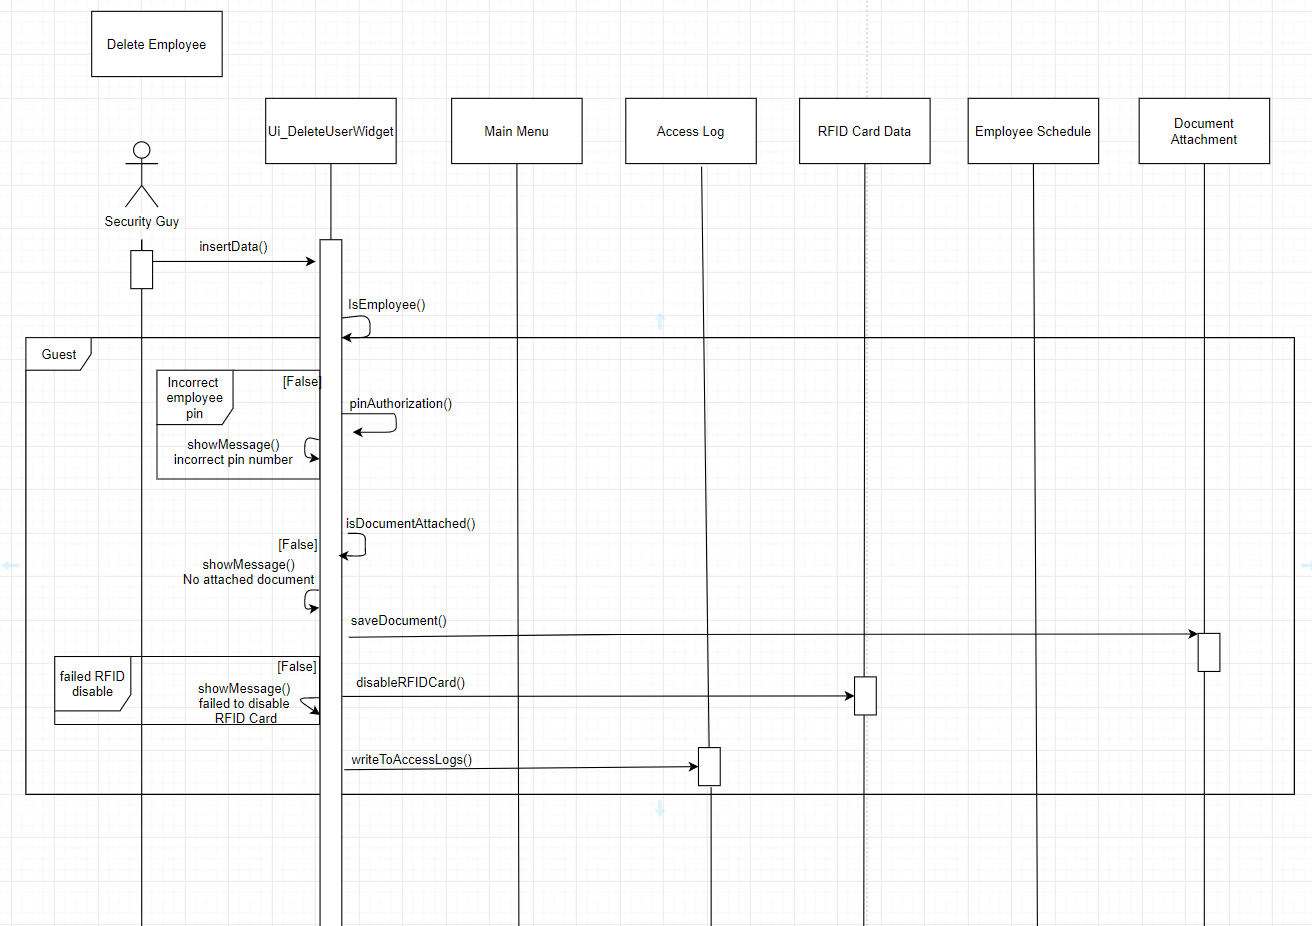 Delete Employee
Ui_DeleteUserWidget
Main Menu
Access Log
RFID Card Data
Employee Schedule
Document
Attachment
Security Guy
insertData()
IsEmployee()
Guest
Incorrect
employee
pin
[False]
pinAuthorization()
showMessage()
incorrect pin number
isDocumentAttached()
[False]
showMessage()
No attached document
saveDocument()
failed RFID
disable
[False]
showMessage()
failed to disable
RFID Card
disableRFIDCard()
writeToAccessLogs()